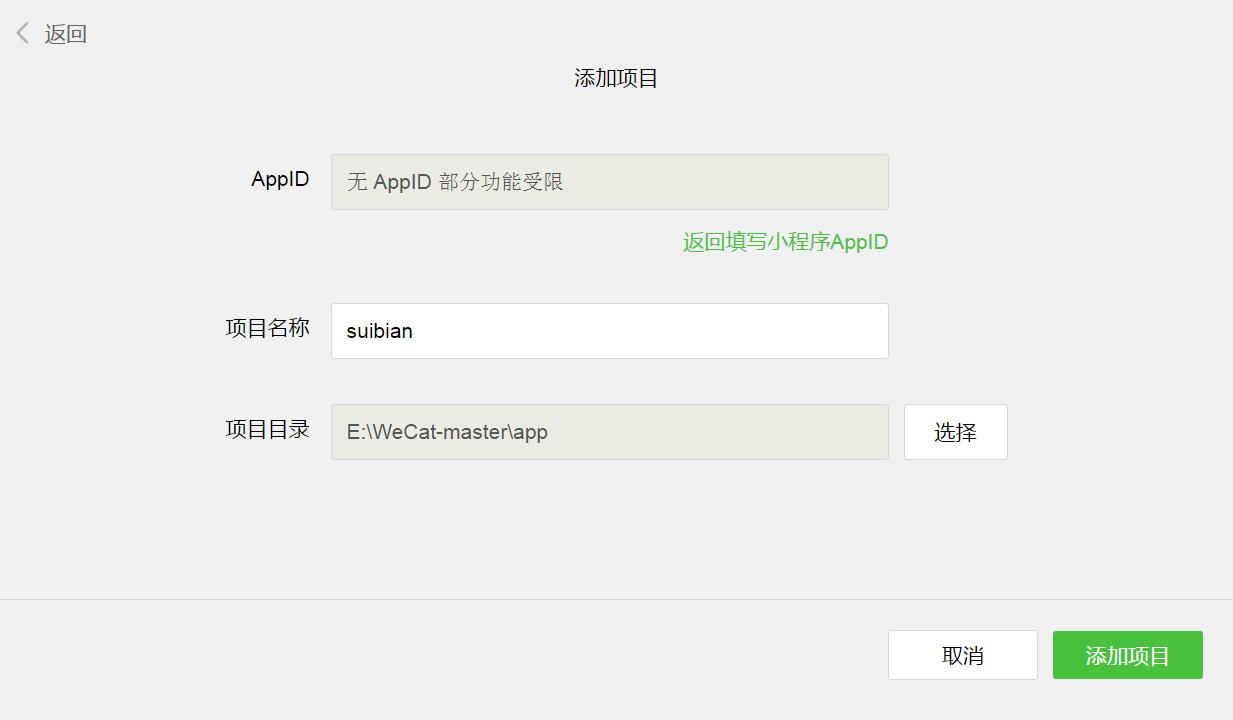 返回
添加项目
AppID
无 AppID 部分功能受限
返回填写小程序AppID
项目名称
suibian
项目目录
E:\WeCat-master\app
选择
取消
添加项目